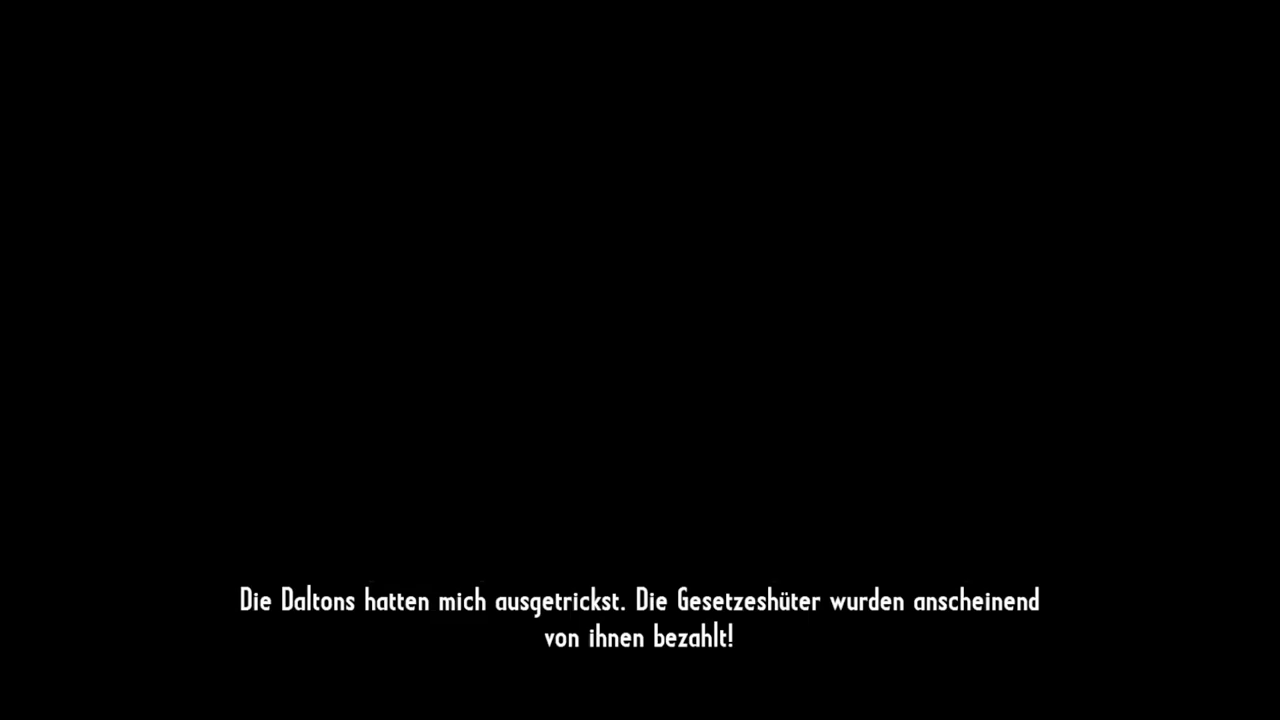 Die Daltons hatten mich ausgetrickst. Die Gesetzeshüter wurden anscheinend
von ihnen bezahlt!